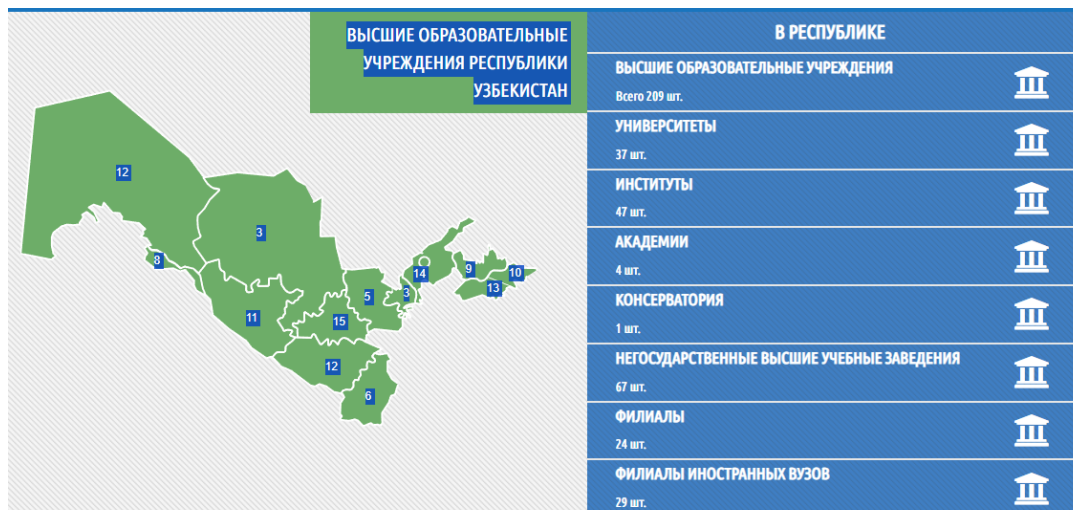 ВЫСШИЕ ОБРАЗОВАТЕЛЬНЫЕ
УЧРЕЖДЕНИЯ РЕСПУБЛИКИ
УЗБЕКИСТАН
12
3
8
14
9
10
13
5
3
11
15
12
6
В РЕСПУБЛИКЕ
ВЫСШИЕ ОБРАЗОВАТЕЛЬНЫЕ УЧРЕЖДЕНИЯ
Всего 209 шт.
УНИВЕРСИТЕТЫ
37 шт.
ИНСТИТУТЫ
47 шт.
АКАДЕМИИ
4 шт.
КОНСЕРВАТОРИЯ
1 шт.
НЕГОСУДАРСТВЕННЫЕ ВЫСШИЕ УЧЕБНЫЕ ЗАВЕДЕНИЯ
67 шт.
ФИЛИАЛЫ
24 шт.
ФИЛИАЛЫ ИНОСТРАННЫХ ВУЗОВ
29 шт.